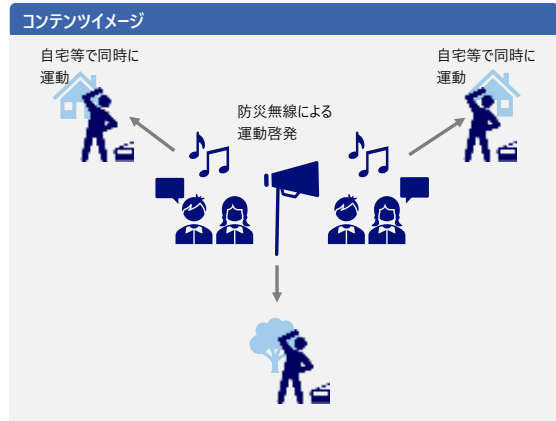 コンテンツイメージ
自宅等で同時に
運動
自宅等で同時に
運動
防災無線による
運動啓発